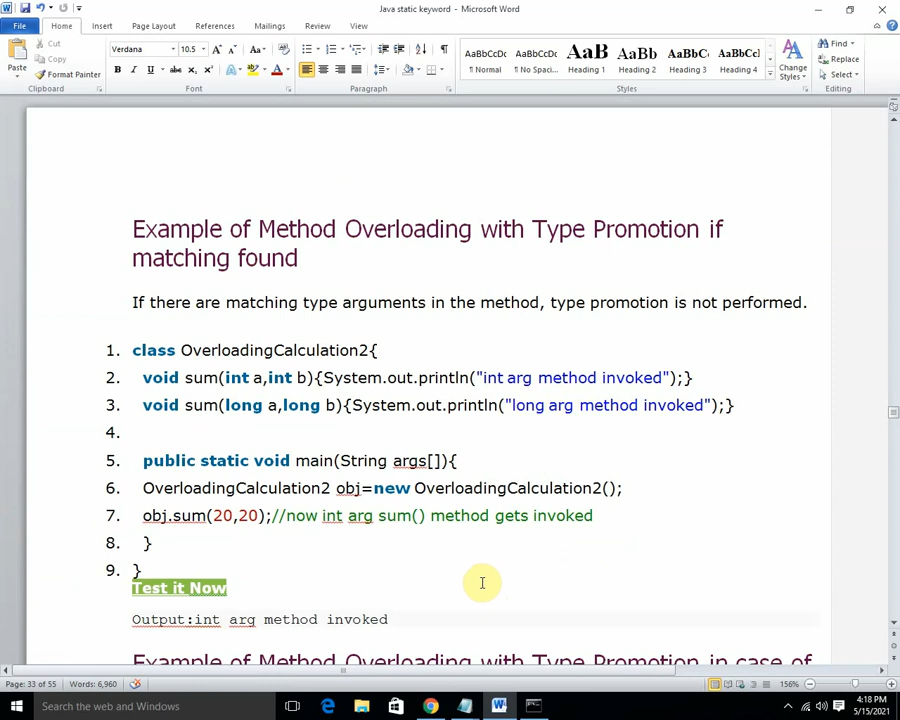 Java static keyword - Microsoft Word
File Home Insert Page Layout References Mailings Review View
Paste Cut Copy Format Painter Clipboard
Verdana 10.5 Font
Paragraph
AaBbCcDc ¶ Normal AaBbCcDc ¶ No Spaci... AaB Heading 1 AaBb( Heading 2 AaBbC( Heading 3 AaBbCc] Heading 4 Styles
Change Styles
Find Replace Select Editing
Example of Method Overloading with Type Promotion if
matching found
If there are matching type arguments in the method, type promotion is not performed.
1. class OverloadingCalculation2{
2. void sum(int a,int b){System.out.println("int arg method invoked");}
3. void sum(long a,long b){System.out.println("long arg method invoked");}
4.
5. public static void main(String args[]){
6. OverloadingCalculation2 obj=new OverloadingCalculation2();
7. obj.sum(20,20);//now int arg sum() method gets invoked
8. }
9. }
Test it Now
Output:int arg method invoked
Example of Method Overloading with Type Promotion in case of
Page: 33 of 55 Words: 6,960 156%
Search the web and Windows
4:18 PM
5/15/2021